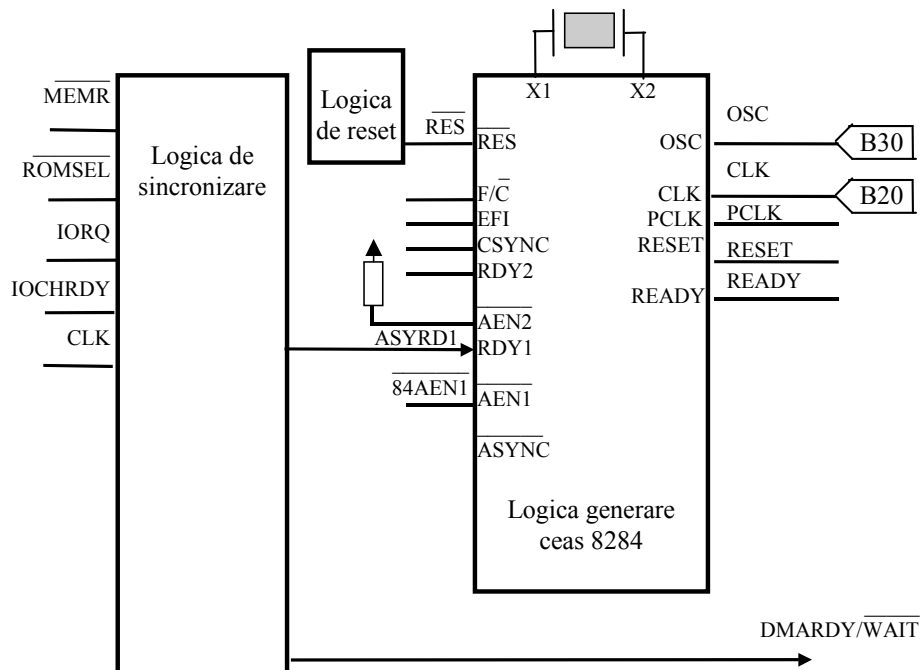 X1 X2
MEMR
ROMSEL
IORQ
IOCHRDY
CLK
Logica de
sincronizare
Logica
de reset
RES
RES
F/C
EFI
CSYNC
RDY2
AEN2
ASYRD1
RDY1
84AEN1
AEN1
ASYNC
Logica generare
ceas 8284
OSC
OSC
B30
CLK
CLK
B20
PCLK
PCLK
RESET
RESET
READY
READY
DMARDY/WAIT